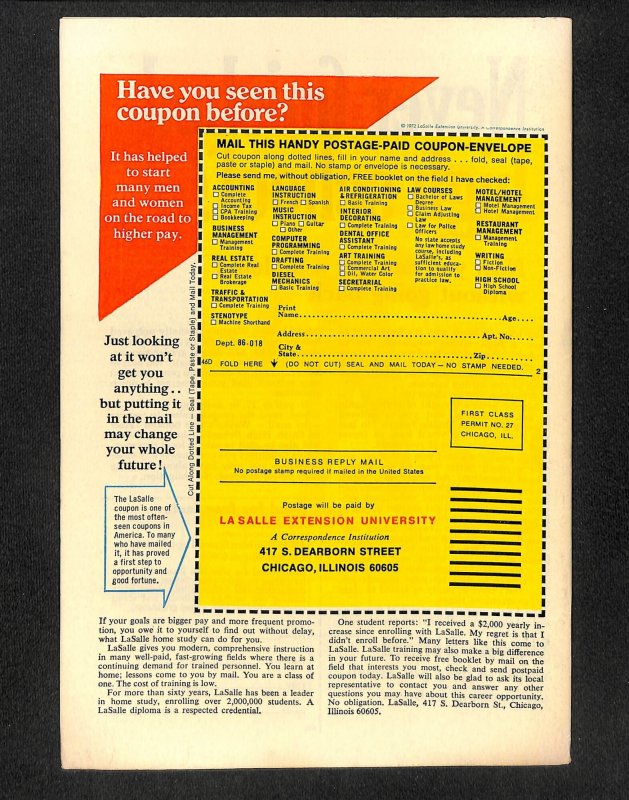 Have you seen this
coupon before?
It has helped
to start
many men
and women
on the road to
higher pay.
Just looking
at it won't
get you
anything . .
but putting it
in the mail
may change
your whole
future!
The LaSalle
coupon is one of
the most often-
seen coupons in
America. To many
who have mailed
it, it has proved
a first step to
opportunity and
good fortune.
© 1972 LaSalle Extension University, A Correspondence Institution
Cut Along Dotted Line — Seal (Tape, Paste or Staple) and Mail Today.
MAIL THIS HANDY POSTAGE-PAID COUPON-ENVELOPE
Cut coupon along dotted lines, fill in your name and address . . . fold, seal (tape,
paste or staple) and mail. No stamp or envelope is necessary.
Please send me, without obligation, FREE booklet on the field I have checked:
ACCOUNTING
☐ Complete
Accounting
☐ Income Tax
☐ CPA Training
☐ Bookkeeping
BUSINESS
MANAGEMENT
☐ Management
Training
REAL ESTATE
☐ Complete Real
Estate
☐ Real Estate
Brokerage
TRAFFIC &
TRANSPORTATION
☐ Complete Training
STENOTYPE
☐ Machine Shorthand
LANGUAGE
INSTRUCTION
☐ French ☐ Spanish
MUSIC
INSTRUCTION
☐ Piano ☐ Guitar
☐ Other
COMPUTER
PROGRAMMING
☐ Complete Training
DRAFTING
☐ Complete Training
DIESEL
MECHANICS
☐ Basic Training
AIR CONDITIONING
& REFRIGERATION
☐ Basic Training
INTERIOR
DECORATING
☐ Complete Training
DENTAL OFFICE
ASSISTANT
☐ Complete Training
ART TRAINING
☐ Complete Training
☐ Commercial Art
☐ Oil, Water Color
SECRETARIAL
☐ Complete Training
LAW COURSES
☐ Bachelor of Laws
Degree
☐ Business Law
☐ Claim Adjusting
Law
☐ Law for Police
Officers
No state accepts
any law home study
course, including
LaSalle's, as
sufficient educa-
tion to qualify
for admission to
practice law.
MOTEL/HOTEL
MANAGEMENT
☐ Motel Management
☐ Hotel Management
RESTAURANT
MANAGEMENT
☐ Management
Training
WRITING
☐ Fiction
☐ Non-Fiction
HIGH SCHOOL
☐ High School
Diploma
Print
Name Age
Address Apt. No.
Dept. 86-018
City &
State Zip
46D FOLD HERE (DO NOT CUT) SEAL AND MAIL TODAY — NO STAMP NEEDED. 2
FIRST CLASS
PERMIT NO. 27
CHICAGO, ILL.
BUSINESS REPLY MAIL
No postage stamp required if mailed in the United States
Postage will be paid by
LA SALLE EXTENSION UNIVERSITY
A Correspondence Institution
417 S. DEARBORN STREET
CHICAGO, ILLINOIS 60605
If your goals are bigger pay and more frequent promo-
tion, you owe it to yourself to find out without delay,
what LaSalle home study can do for you.
LaSalle gives you modern, comprehensive instruction
in many well-paid, fast-growing fields where there is a
continuing demand for trained personnel. You learn at
home; lessons come to you by mail. You are a class of
one. The cost of training is low.
For more than sixty years, LaSalle has been a leader
in home study, enrolling over 2,000,000 students. A
LaSalle diploma is a respected credential.
One student reports: "I received a $2,000 yearly in-
crease since enrolling with LaSalle. My regret is that I
didn't enroll before." Many letters like this come to
LaSalle. LaSalle training may also make a big difference
in your future. To receive free booklet by mail on the
field that interests you most, check and send postpaid
coupon today. LaSalle will also be glad to ask its local
representative to contact you and answer any other
questions you may have about this career opportunity.
No obligation. LaSalle, 417 S. Dearborn St., Chicago,
Illinois 60605.